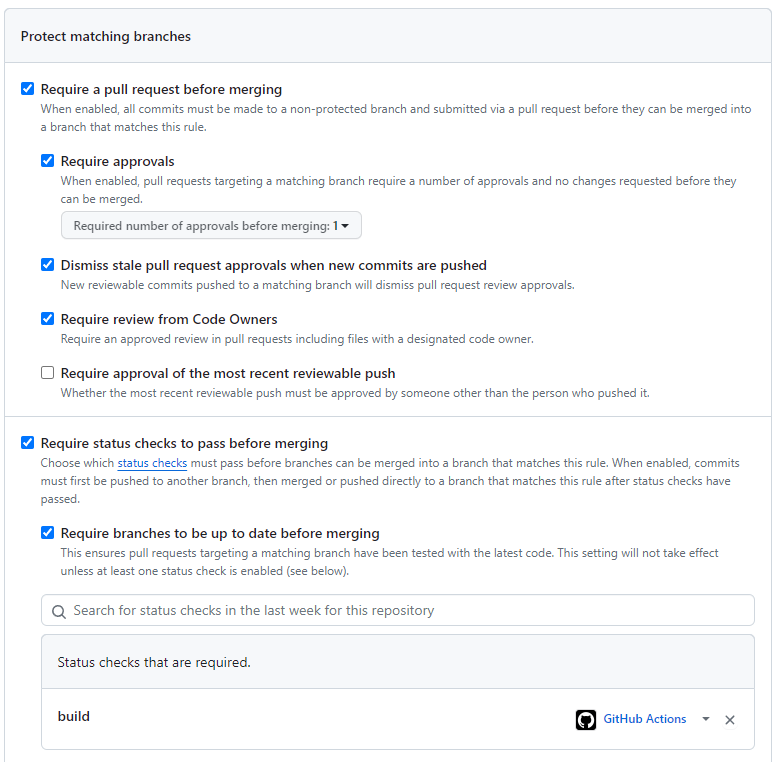 Protect matching branches
Require a pull request before merging
When enabled, all commits must be made to a non-protected branch and submitted via a pull request before they can be merged into
a branch that matches this rule.
Require approvals
When enabled, pull requests targeting a matching branch require a number of approvals and no changes requested before they
can be merged.
Required number of approvals before merging: 1
Dismiss stale pull request approvals when new commits are pushed
New reviewable commits pushed to a matching branch will dismiss pull request review approvals.
Require review from Code Owners
Require an approved review in pull requests including files with a designated code owner.
Require approval of the most recent reviewable push
Whether the most recent reviewable push must be approved by someone other than the person who pushed it.
Require status checks to pass before merging
Choose which status checks must pass before branches can be merged into a branch that matches this rule. When enabled, commits
must first be pushed to another branch, then merged or pushed directly to a branch that matches this rule after status checks have
passed.
Require branches to be up to date before merging
This ensures pull requests targeting a matching branch have been tested with the latest code. This setting will not take effect
unless at least one status check is enabled (see below).
Search for status checks in the last week for this repository
Status checks that are required.
build GitHub Actions